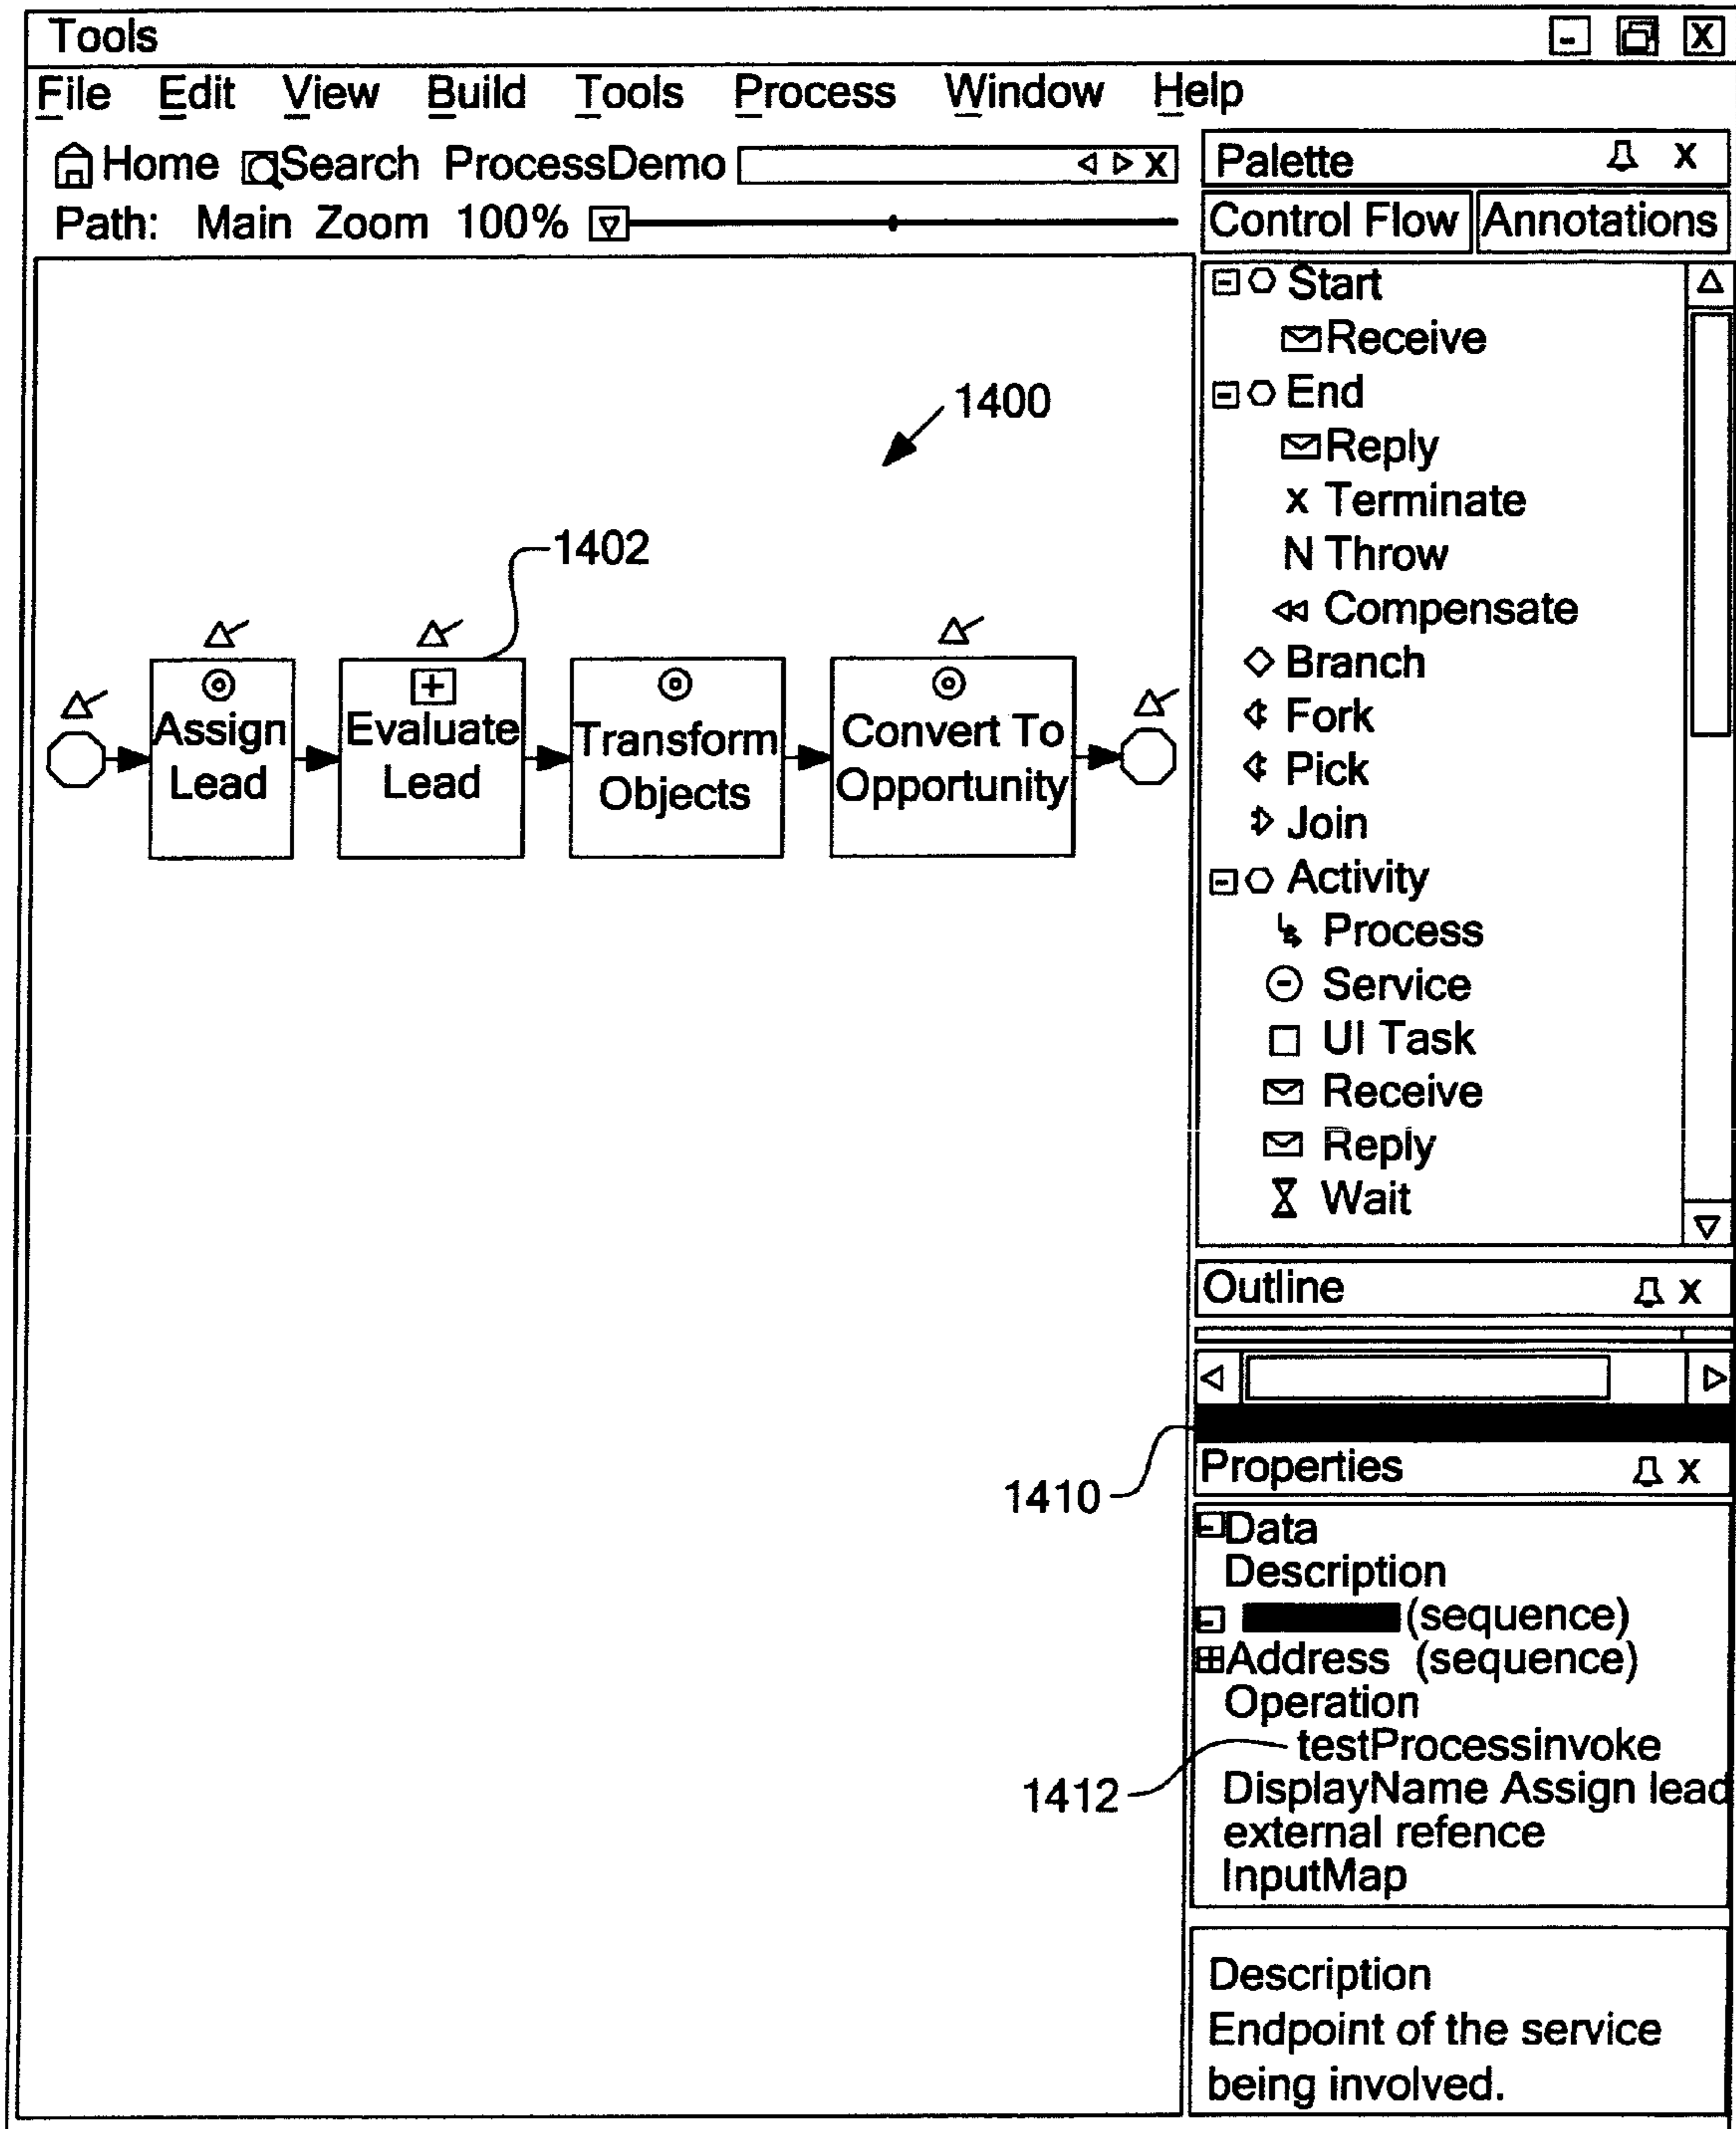 Tools
File Edit View Build Tools Process Window Help
Home Search ProcessDemo
Path: Main Zoom 100%
1400
1402
Assign
Lead
Evaluate
Lead
Transform
Objects
Convert To
Opportunity
Palette X
Control Flow Annotations
Start
Receive
End
Reply
X Terminate
N Throw
Compensate
Branch
Fork
Pick
Join
Activity
Process
Service
UI Task
Receive
Reply
Wait
Outline X
1410
Properties X
Data
Description
(sequence)
Address (sequence)
Operation
testProcessinvoke
1412
DisplayName Assign lead
external refence
InputMap
Description
Endpoint of the service
being involved.